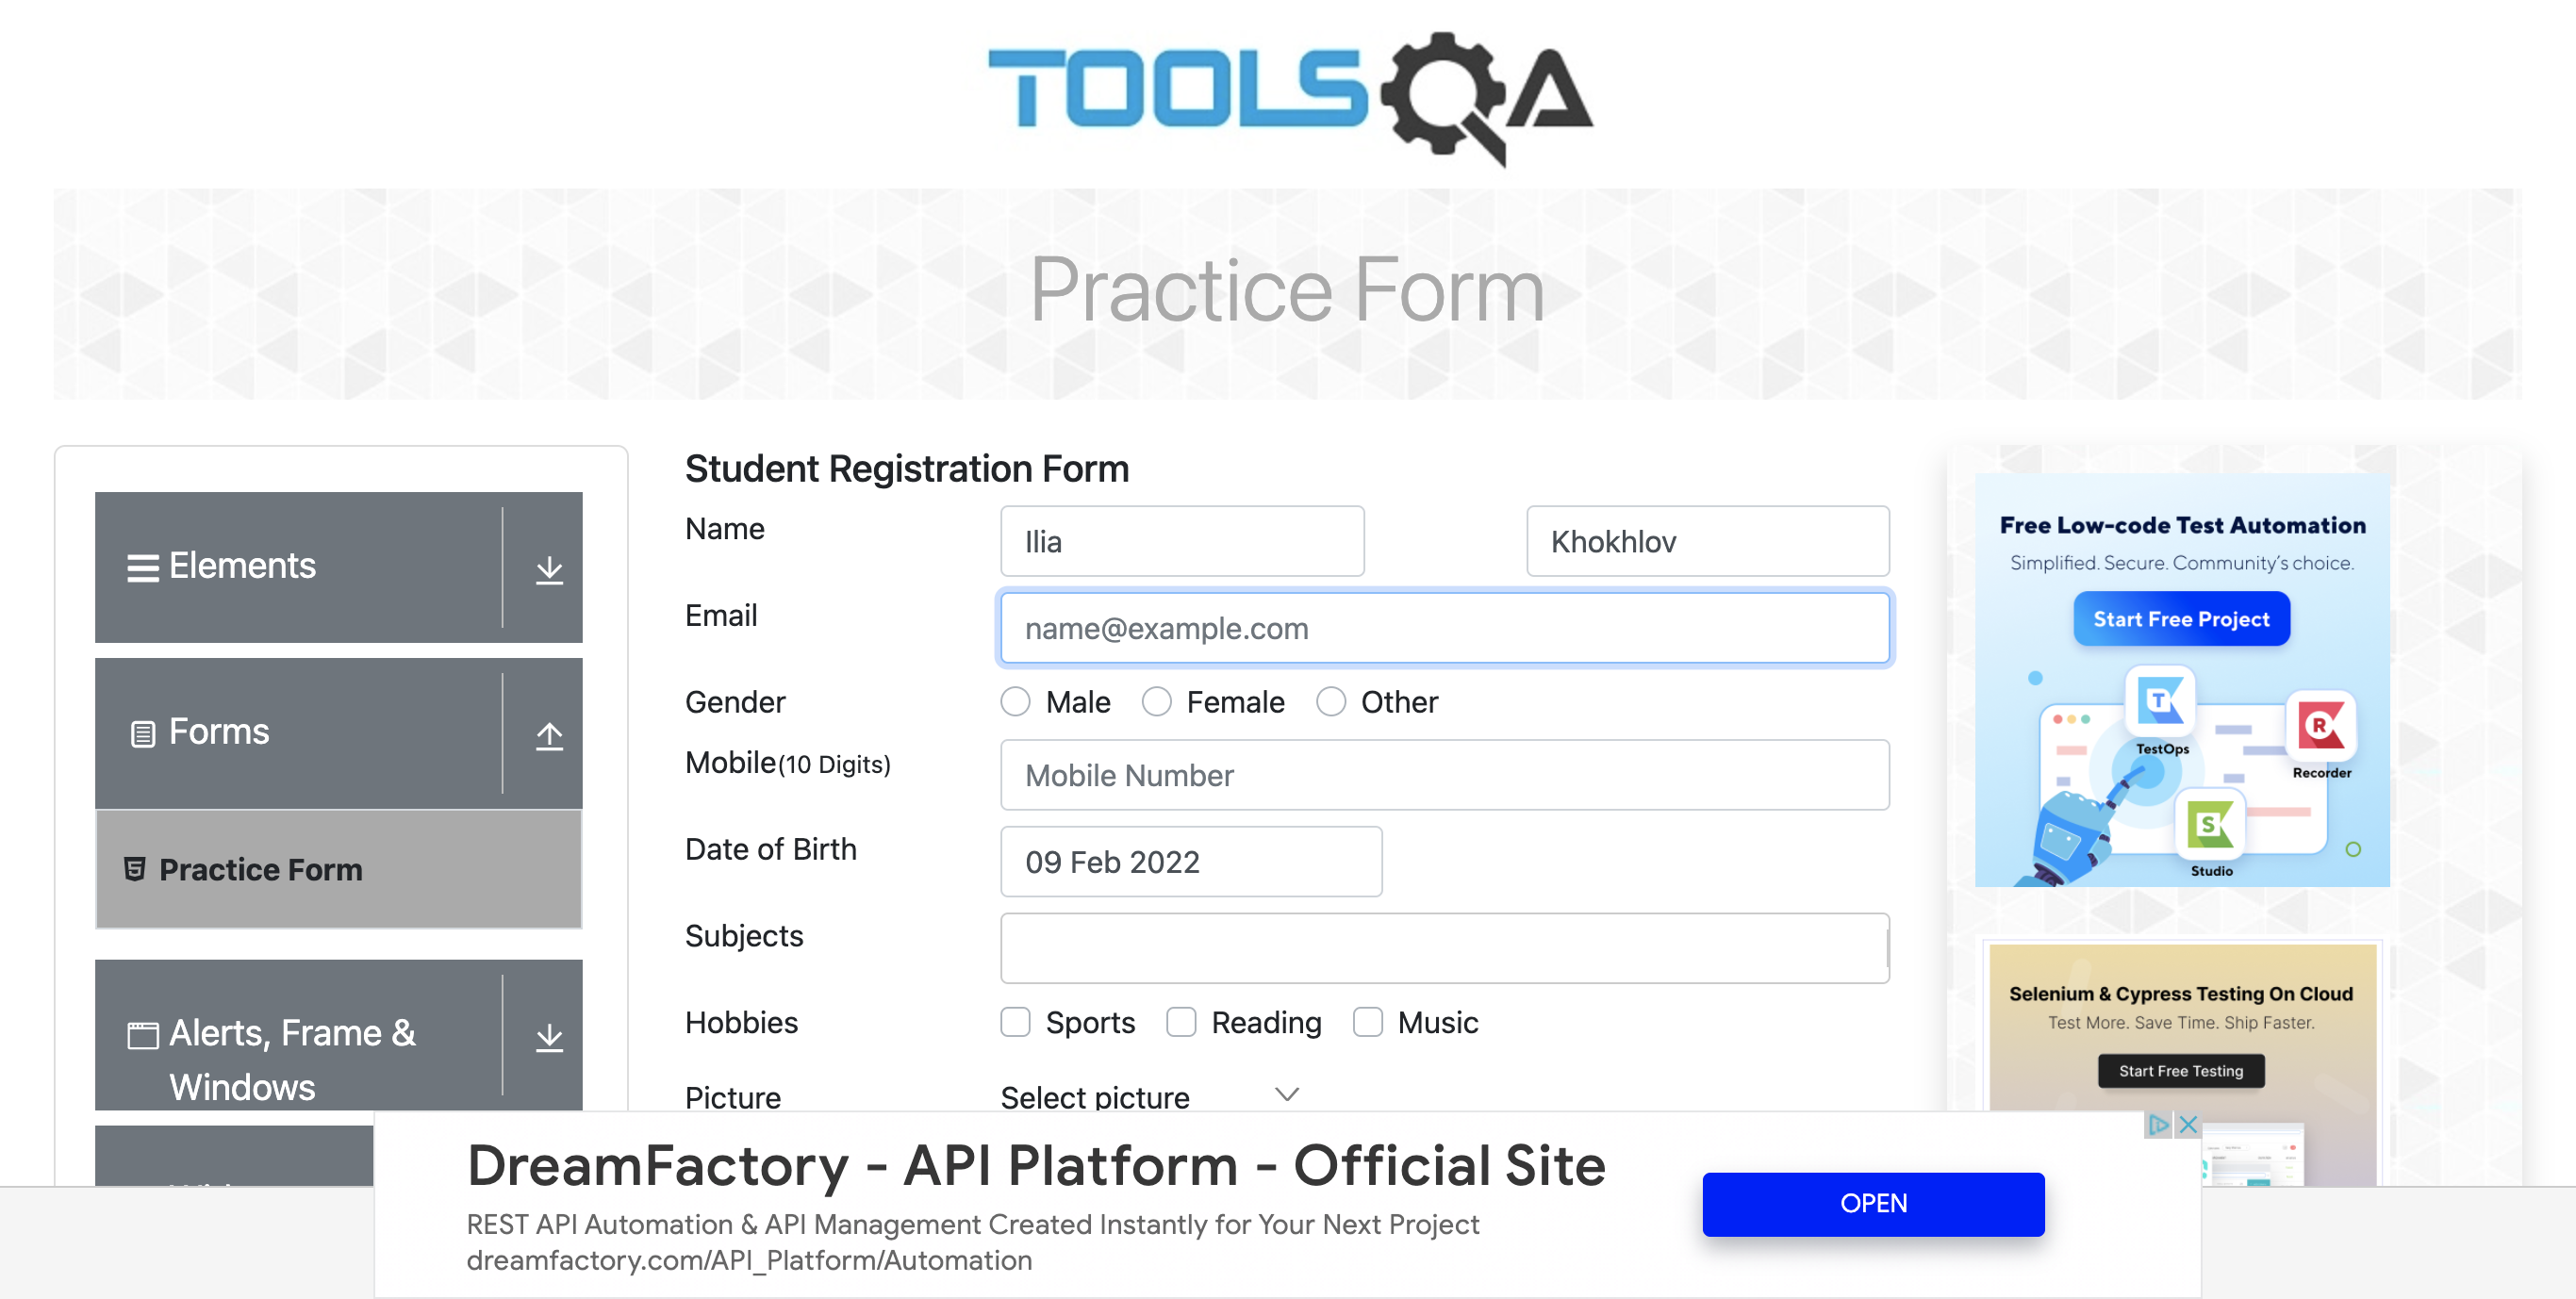 TOOLSQA
Practice Form
Elements
Forms
Practice Form
Alerts, Frame &
Windows
Student Registration Form
Name
Ilia
Khokhlov
Email
name@example.com
Gender
Male
Female
Other
Mobile(10 Digits)
Mobile Number
Date of Birth
09 Feb 2022
Subjects
Hobbies
Sports
Reading
Music
Picture
Select picture
Free Low-code Test Automation
Simplified. Secure. Community's choice.
Start Free Project
T
TestOps
R
Recorder
S
Studio
Selenium & Cypress Testing On Cloud
Test More. Save Time. Ship Faster.
Start Free Testing
DreamFactory - API Platform - Official Site
REST API Automation & API Management Created Instantly for Your Next Project
dreamfactory.com/API_Platform/Automation
OPEN